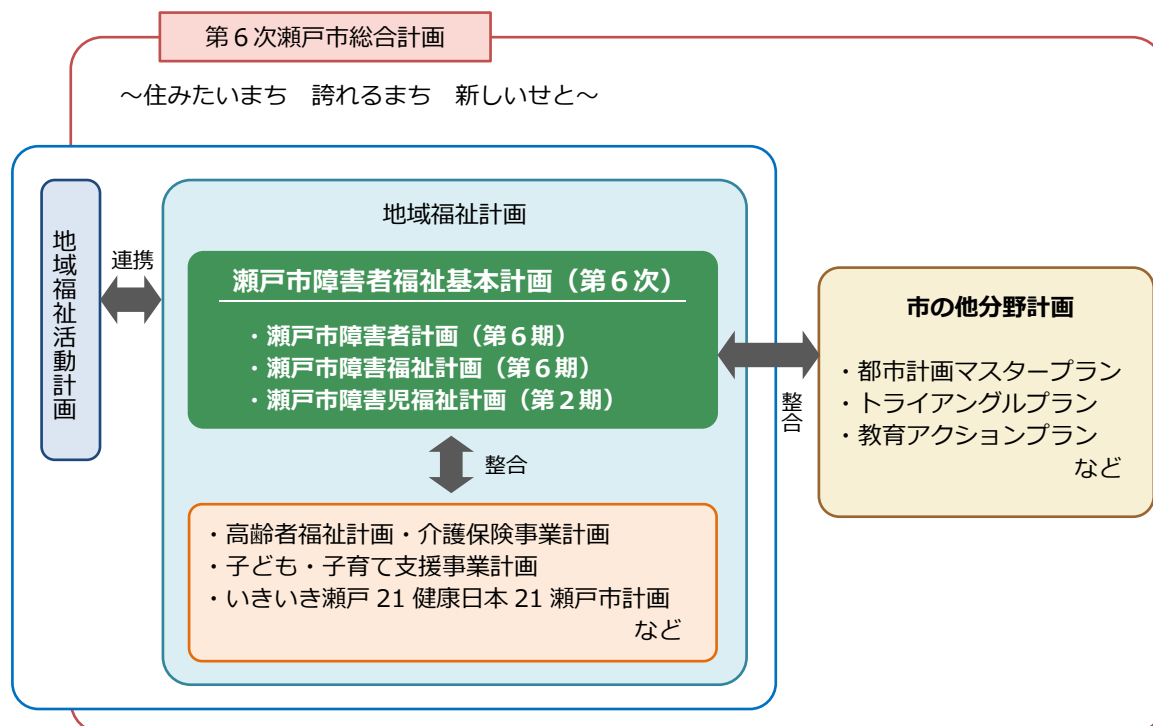 第６次瀬戸市総合計画
～住みたいまち　誇れるまち　新しいせと～
地域福祉活動計画
連携
地域福祉計画
瀬戸市障害者福祉基本計画（第６次）
・瀬戸市障害者計画（第６期）
・瀬戸市障害福祉計画（第６期）
・瀬戸市障害児福祉計画（第２期）
整合
・高齢者福祉計画・介護保険事業計画
・子ども・子育て支援事業計画
・いきいき瀬戸 21 健康日本 21 瀬戸市計画
など
整合
市の他分野計画
・都市計画マスタープラン
・トライアングルプラン
・教育アクションプラン
など